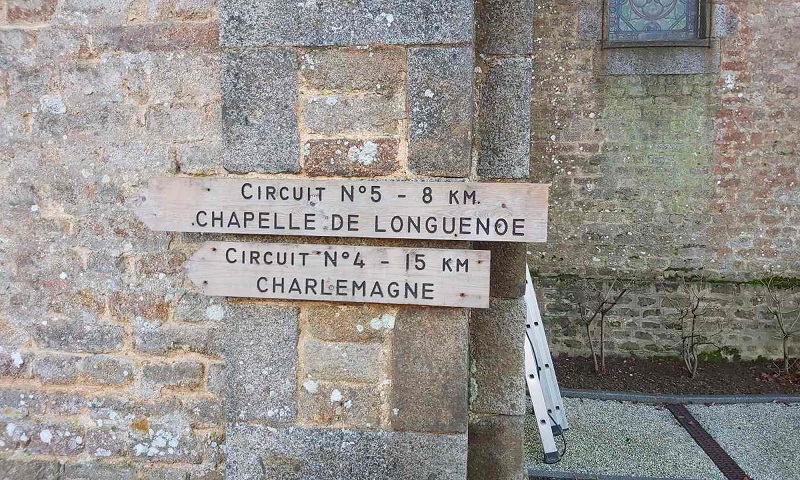 CIRCUIT N°5 - 8 KM.
CHAPELLE DE LONGUENOE
CIRCUIT N°4 - 15 KM
CHARLEMAGNE